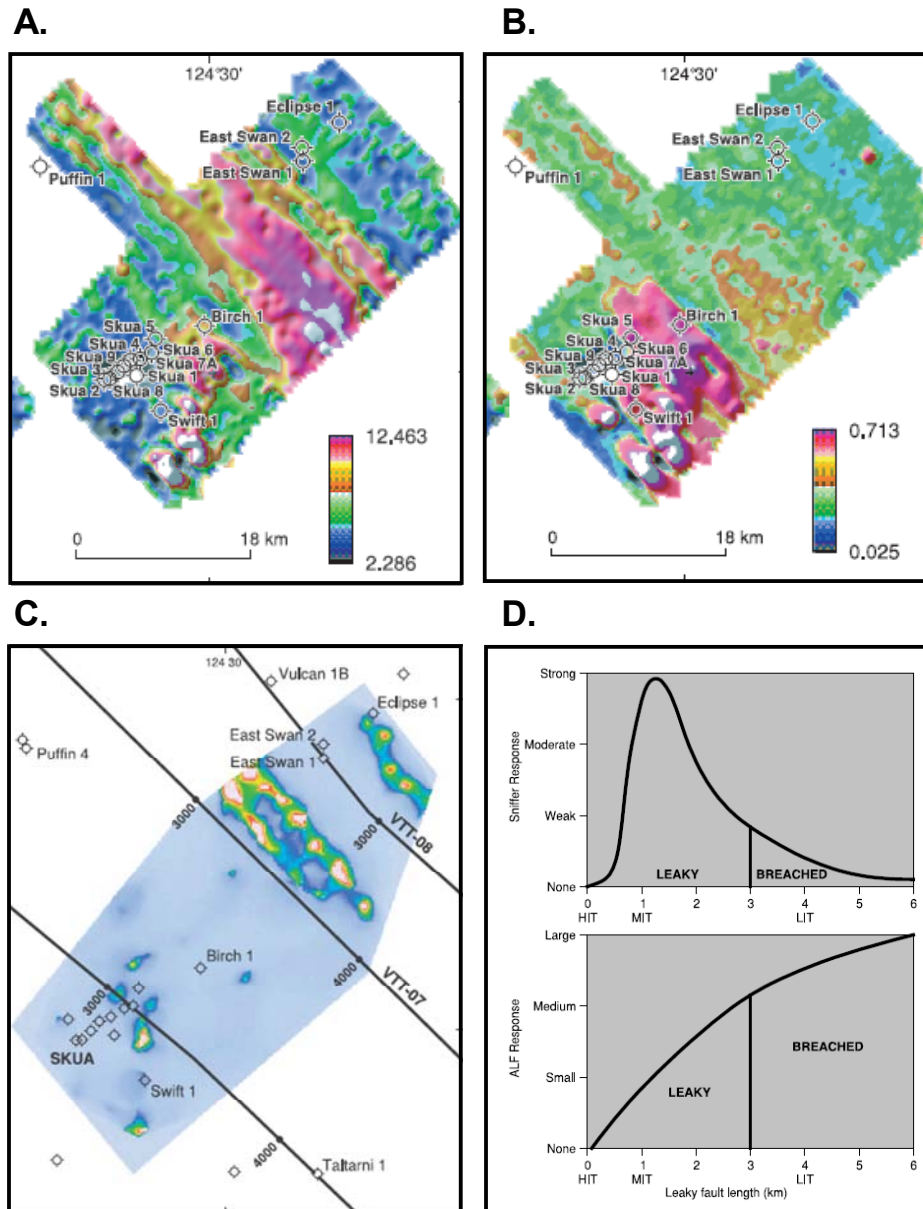 A.
124°30'
Eclipse 1
East Swan 2
East Swan 1
Puffin 1
Birch 1
Skua 5
Skua 4
Skua 6
Skua 9
Skua 7A
Skua 3
Skua 1
Skua 2
Skua 8
Swift 1
12.463
2.286
0
18 km
B.
124°30'
Eclipse 1
East Swan 2
East Swan 1
Puffin 1
Birch 1
Skua 5
Skua 4
Skua 6
Skua 9
Skua 7A
Skua 3
Skua 1
Skua 2
Skua 8
Swift 1
0.713
0.025
0
18 km
C.
124 30
Vulcan 1B
Eclipse 1
Puffin 4
East Swan 2
East Swan 1
3000
3000
VTT-08
Birch 1
4000
VTT-07
3000
SKUA
Swift 1
4000
Taltarni 1
D.
Sniffer Response
Strong
Moderate
Weak
None
LEAKY
BREACHED
0 1 2 3 4 5 6
HIT MIT LIT
ALF Response
Large
Medium
Small
None
BREACHED
LEAKY
0 1 2 3 4 5 6
HIT MIT LIT
Leaky fault length (km)